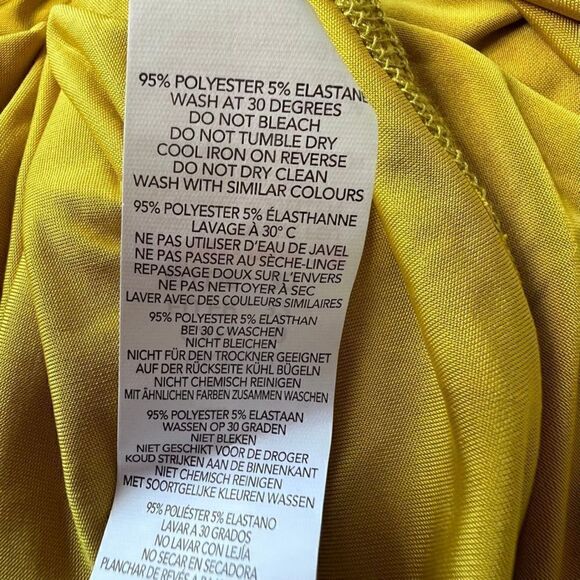 95% POLYESTER 5% ELASTANE
WASH AT 30 DEGREES
DO NOT BLEACH
DO NOT TUMBLE DRY
COOL IRON ON REVERSE
DO NOT DRY CLEAN
WASH WITH SIMILAR COLOURS
95% POLYESTER 5% ÉLASTHANNE
LAVAGE À 30° C
NE PAS UTILISER D'EAU DE JAVEL
NE PAS PASSER AU SÈCHE-LINGE
REPASSAGE DOUX SUR L'ENVERS
NE PAS NETTOYER À SEC
LAVER AVEC DES COULEURS SIMILAIRES
95% POLYESTER 5% ELASTHAN
BEI 30 C WASCHEN
NICHT BLEICHEN
NICHT FÜR DEN TROCKNER GEEIGNET
AUF DER RÜCKSEITE KÜHL BÜGELN
NICHT CHEMISCH REINIGEN
MIT ÄHNLICHEN FARBEN ZUSAMMEN WASCHEN
95% POLYESTER 5% ELASTAAN
WASSEN OP 30 GRADEN
NIET BLEKEN
NIET GESCHIKT VOOR DE DROGER
KOUD STRIJKEN AAN DE BINNENKANT
NIET CHEMISCH REINIGEN
MET SOORTGELIJKE KLEUREN WASSEN
95% POLIÉSTER 5% ELASTANO
LAVAR A 30 GRADOS
NO LAVAR CON LEJÍA
NO SECAR EN SECADORA
PLANCHAR DE REVÉS A